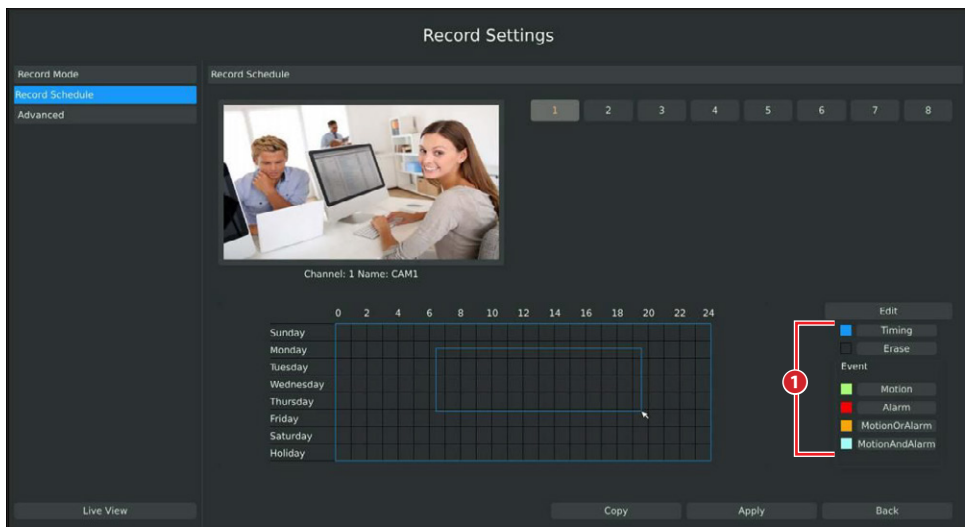 Record Settings
Record Mode
Record Schedule
Record Schedule
Advanced
1 2 3 4 5 6 7 8
Channel: 1 Name: CAM1
0 2 4 6 8 10 12 14 16 18 20 22 24
Sunday
Monday
Tuesday
Wednesday
Thursday
Friday
Saturday
Holiday
Edit
Timing
Erase
Event
1
Motion
Alarm
MotionOrAlarm
MotionAndAlarm
Live View
Copy
Apply
Back